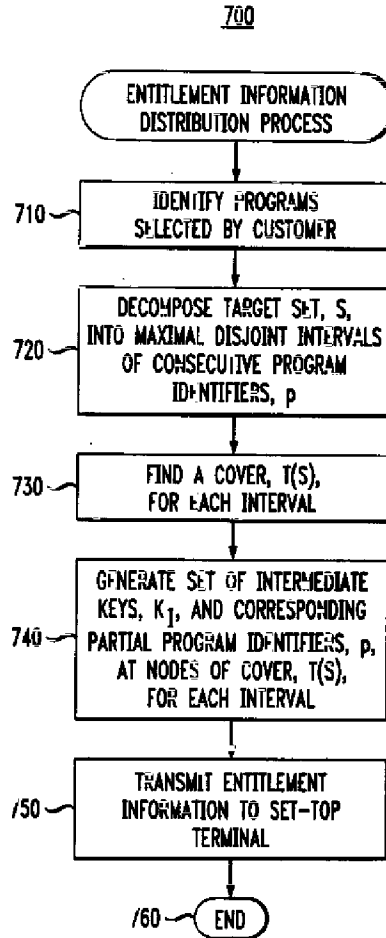 700
ENTITLEMENT INFORMATION
DISTRIBUTION PROCESS
710
IDENTIFY PROGRAMS
SELECTED BY CUSTOMER
720
DECOMPOSE TARGET SET, S,
INTO MAXIMAL DISJOINT INTERVALS
OF CONSECUTIVE PROGRAM
IDENTIFIERS, p
730
FIND A COVER, T(S),
FOR EACH INTERVAL
740
GENERATE SET OF INTERMEDIATE
KEYS, K_I, AND CORRESPONDING
PARTIAL PROGRAM IDENTIFIERS, p,
AT NODES OF COVER, T(S),
FOR EACH INTERVAL
750
TRANSMIT ENTITLEMENT
INFORMATION TO SET-TOP
TERMINAL
760
END